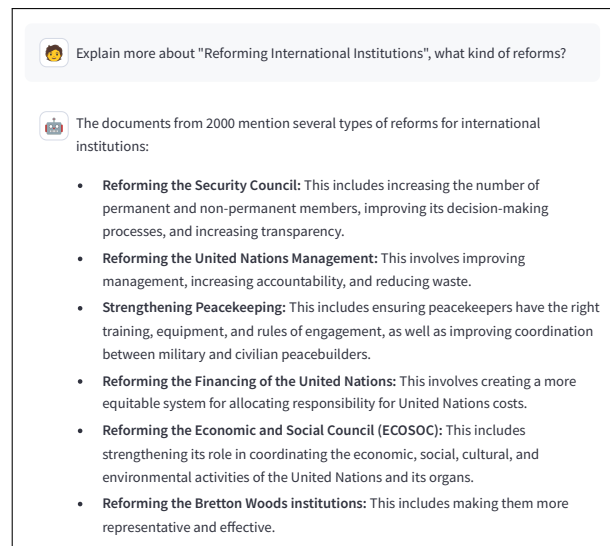 Explain more about "Reforming International Institutions", what kind of reforms?
The documents from 2000 mention several types of reforms for international
institutions:
• Reforming the Security Council: This includes increasing the number of
permanent and non-permanent members, improving its decision-making
processes, and increasing transparency.
• Reforming the United Nations Management: This involves improving
management, increasing accountability, and reducing waste.
• Strengthening Peacekeeping: This includes ensuring peacekeepers have the right
training, equipment, and rules of engagement, as well as improving coordination
between military and civilian peacebuilders.
• Reforming the Financing of the United Nations: This involves creating a more
equitable system for allocating responsibility for United Nations costs.
• Reforming the Economic and Social Council (ECOSOC): This includes
strengthening its role in coordinating the economic, social, cultural, and
environmental activities of the United Nations and its organs.
• Reforming the Bretton Woods institutions: This includes making them more
representative and effective.